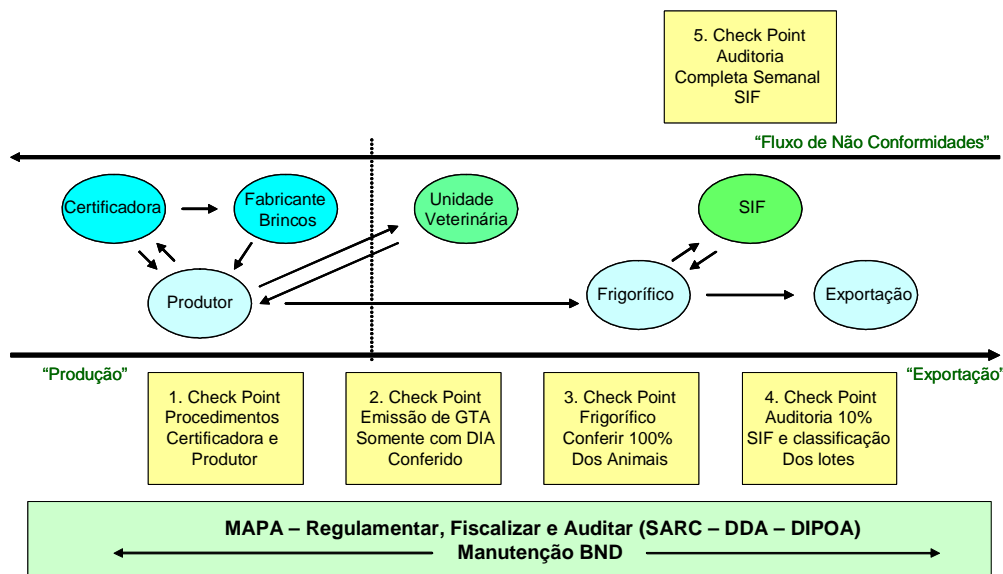 5. Check Point
Auditoria
Completa Semanal
SIF
“Fluxo de Não Conformidades”
Certificadora
Fabricante
Brincos
Unidade
Veterinária
SIF
Produtor
Frigorífico
Exportação
“Produção”
“Exportação”
1. Check Point
Procedimentos
Certificadora e
Produtor
2. Check Point
Emissão de GTA
Somente com DIA
Conferido
3. Check Point
Frigorífico
Conferir 100%
Dos Animais
4. Check Point
Auditoria 10%
SIF e classificação
Dos lotes
MAPA – Regulamentar, Fiscalizar e Auditar (SARC – DDA – DIPOA)
Manutenção BND